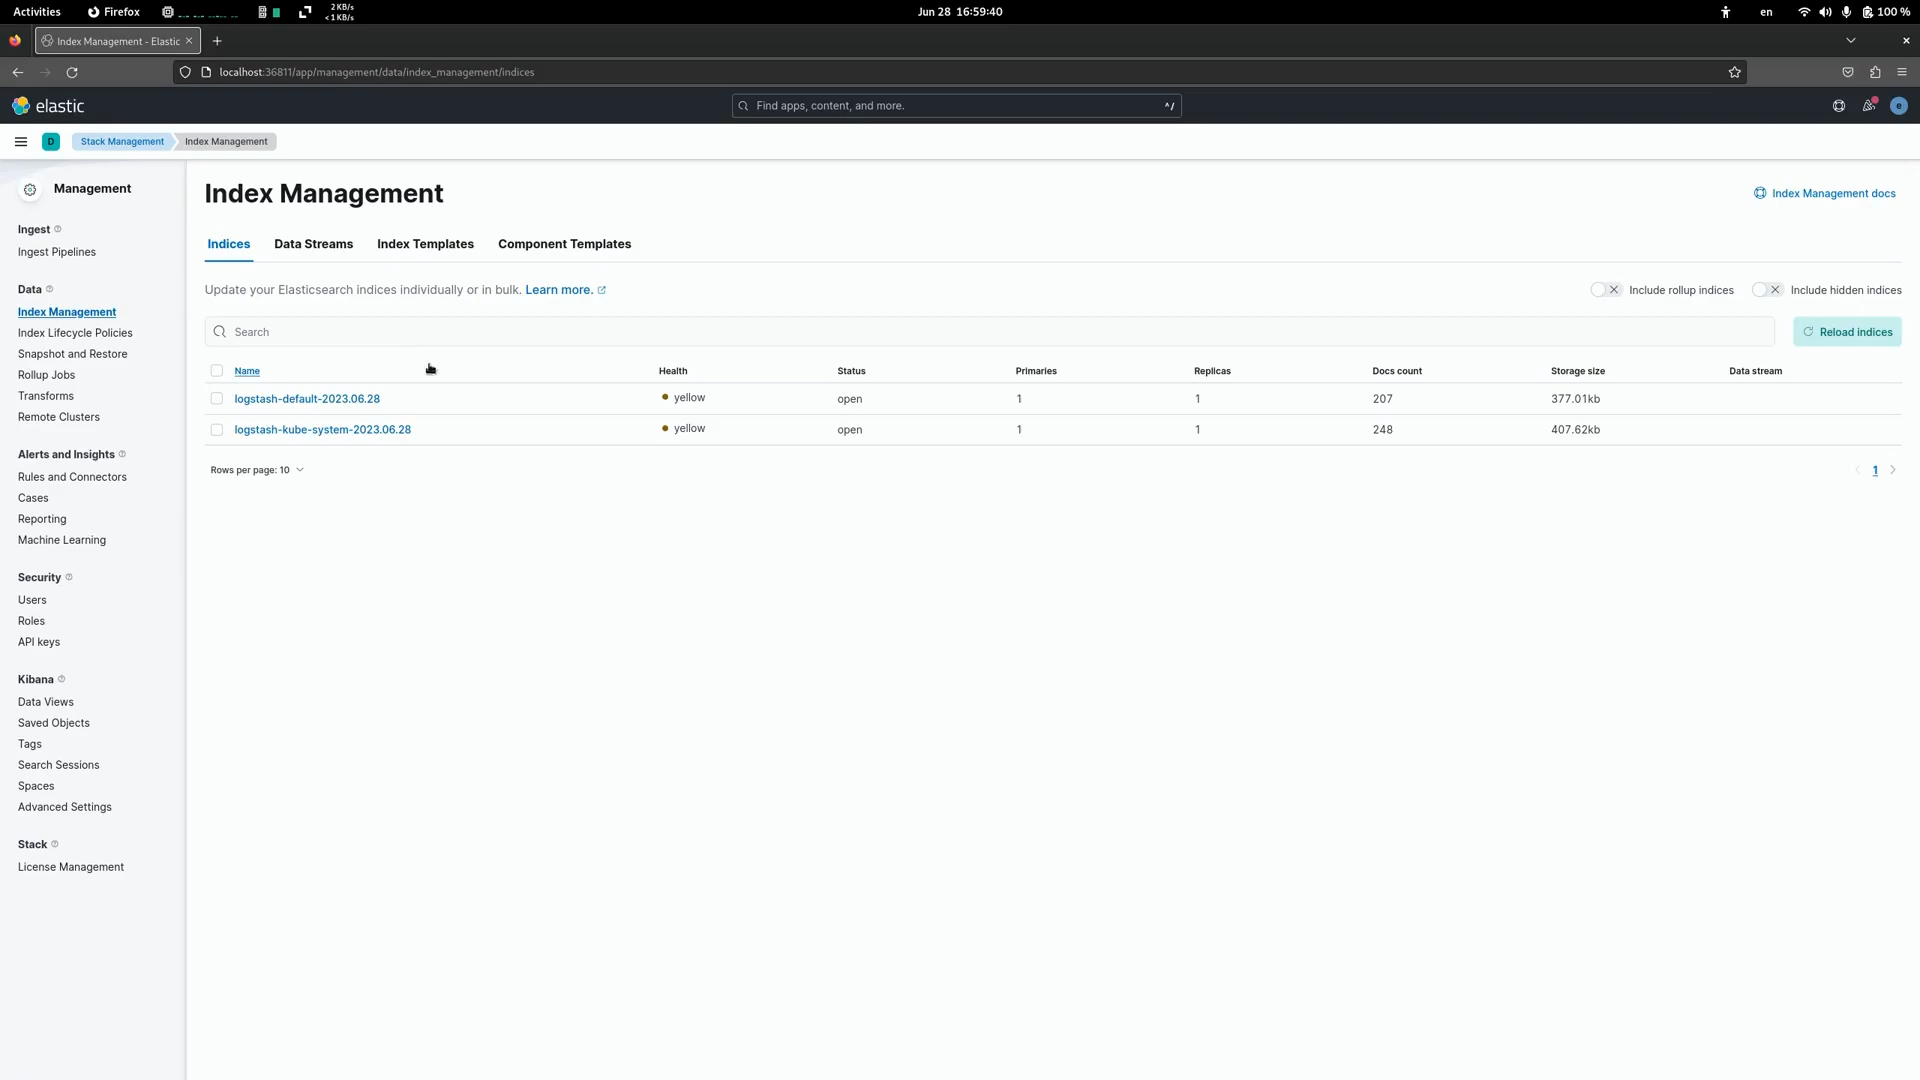 Activities Firefox 2 KB/s < 1 KB/s Jun 28 16:59:40 en 100 %
Index Management - Elastic
localhost:36811/app/management/data/index_management/indices
elastic Find apps, content, and more. ^/ e
D Stack Management Index Management
Management
Ingest
Ingest Pipelines
Data
Index Management
Index Lifecycle Policies
Snapshot and Restore
Rollup Jobs
Transforms
Remote Clusters
Alerts and Insights
Rules and Connectors
Cases
Reporting
Machine Learning
Security
Users
Roles
API keys
Kibana
Data Views
Saved Objects
Tags
Search Sessions
Spaces
Advanced Settings
Stack
License Management
Index Management
Index Management docs
Indices Data Streams Index Templates Component Templates
Update your Elasticsearch indices individually or in bulk. Learn more. Include rollup indices Include hidden indices
Search Reload indices
Name Health Status Primaries Replicas Docs count Storage size Data stream
logstash-default-2023.06.28 yellow open 1 1 207 377.01kb
logstash-kube-system-2023.06.28 yellow open 1 1 248 407.62kb
Rows per page: 10 1